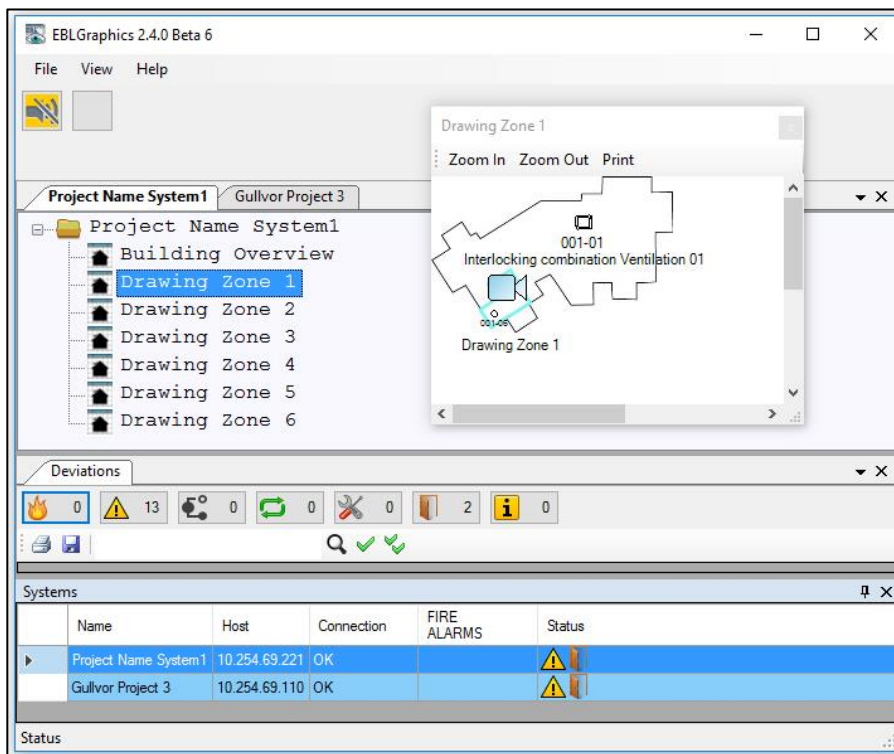 EBLGraphics 2.4.0 Beta 6
File View Help
Drawing Zone 1
Zoom In Zoom Out Print
001-01
Interlocking combination Ventilation 01
001-06
Drawing Zone 1
Project Name System1 Gullvor Project 3
Project Name System1
Building Overview
Drawing Zone 1
Drawing Zone 2
Drawing Zone 3
Drawing Zone 4
Drawing Zone 5
Drawing Zone 6
Deviations
0 13 0 0 0 2 0
Systems
Name Host Connection FIRE ALARMS Status
Project Name System1 10.254.69.221 OK
Gullvor Project 3 10.254.69.110 OK
Status